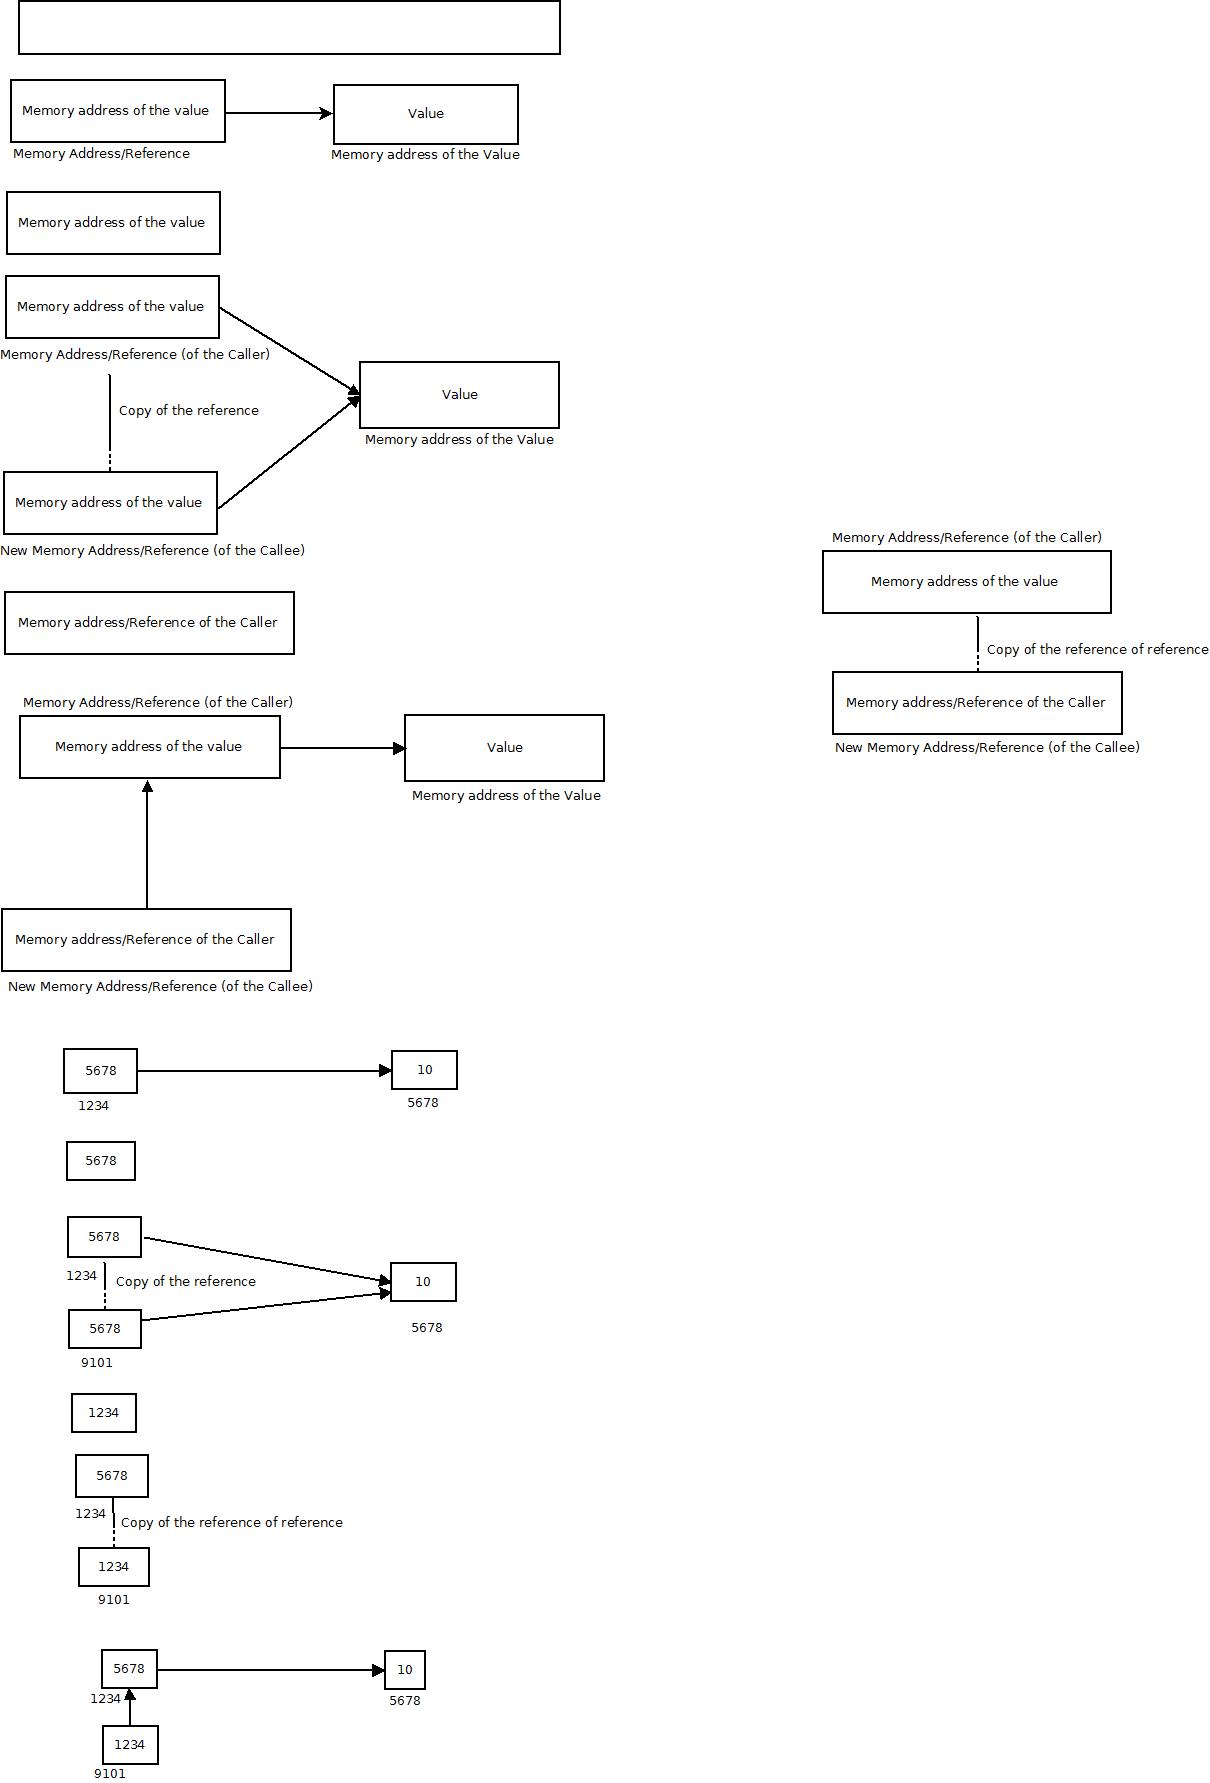 Memory address of the value
Value
Memory Address/Reference
Memory address of the Value
Memory address of the value
Memory address of the value
Memory Address/Reference (of the Caller)
Value
Copy of the reference
Memory address of the Value
Memory address of the value
New Memory Address/Reference (of the Callee)
Memory Address/Reference (of the Caller)
Memory address of the value
Copy of the reference of reference
Memory address/Reference of the Caller
New Memory Address/Reference (of the Callee)
Memory address/Reference of the Caller
Memory Address/Reference (of the Caller)
Memory address of the value
Value
Memory address of the Value
Memory address/Reference of the Caller
New Memory Address/Reference (of the Callee)
5678
10
1234
5678
5678
5678
1234
Copy of the reference
10
5678
5678
9101
1234
5678
1234
Copy of the reference of reference
1234
9101
5678
10
1234
5678
1234
9101